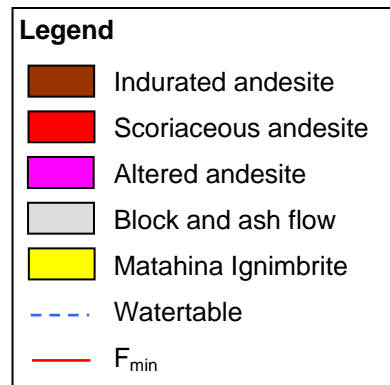 Legend
Indurated andesite
Scoriaceous andesite
Altered andesite
Block and ash flow
Matahina Ignimbrite
Watertable
Fmin